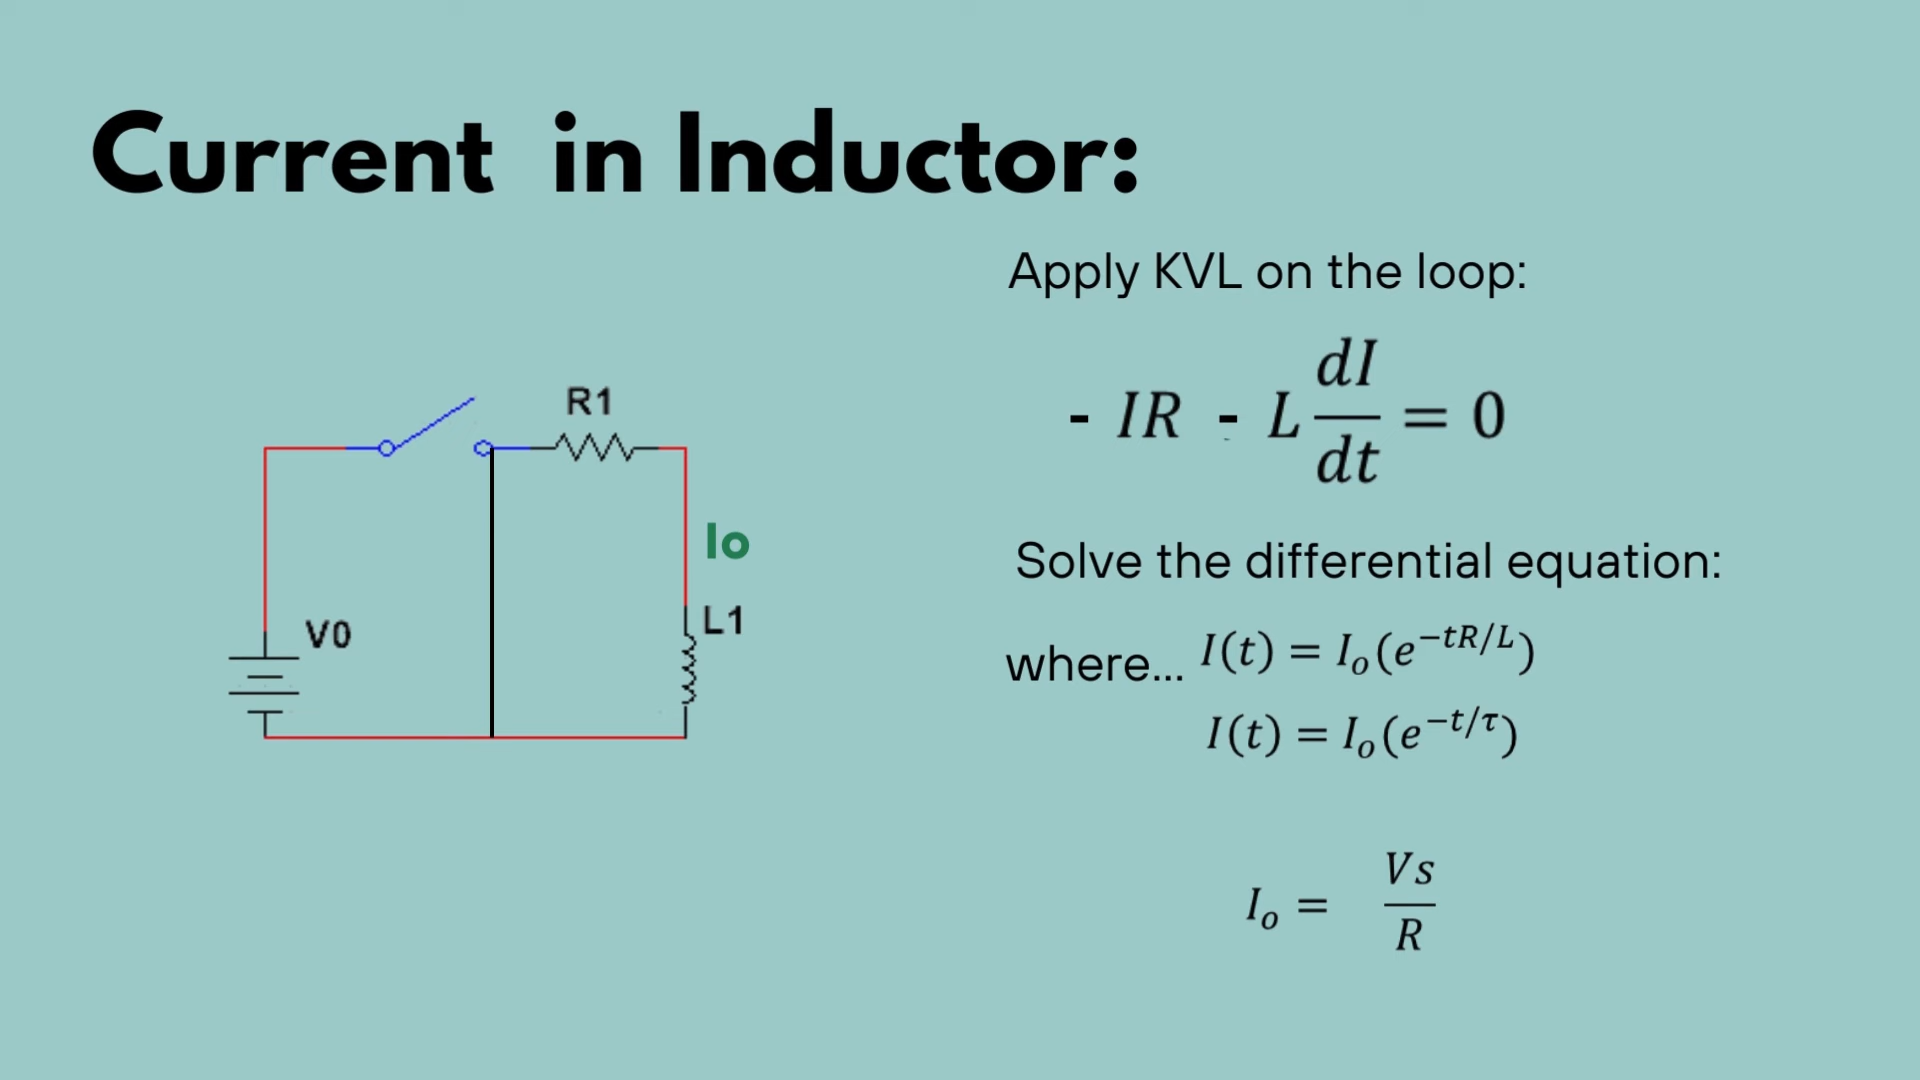 Current in Inductor:
Apply KVL on the loop:
- IR - L dI/dt = 0
R1
Io
L1
V0
Solve the differential equation:
where... I(t) = Iₒ(e^−tR/L)
I(t) = Iₒ(e^−t/τ)
Iₒ = Vs/R